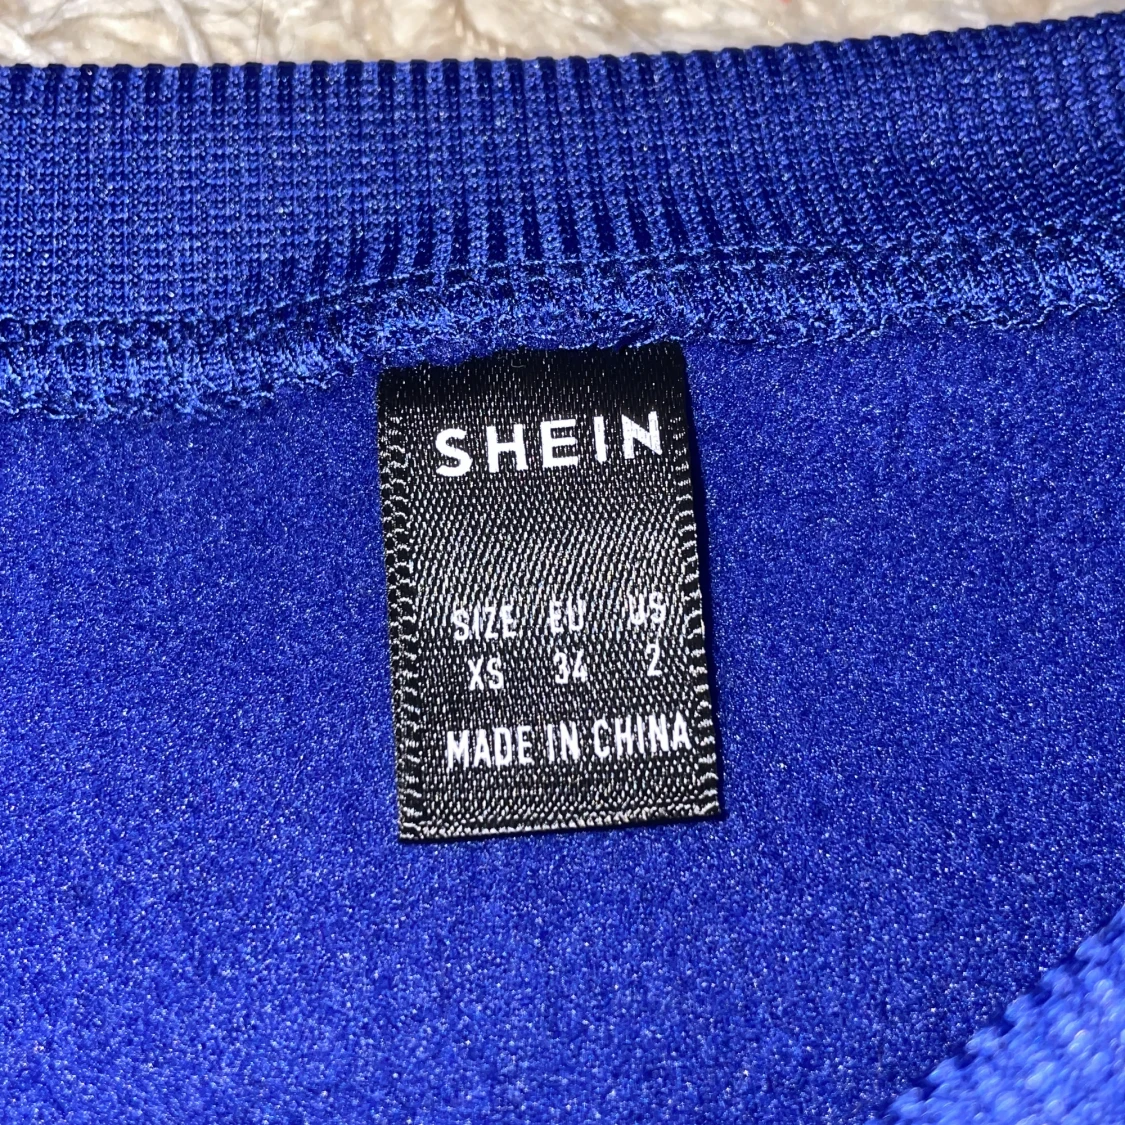 SHEIN
SIZE EU US
XS 34 2
MADE IN CHINA